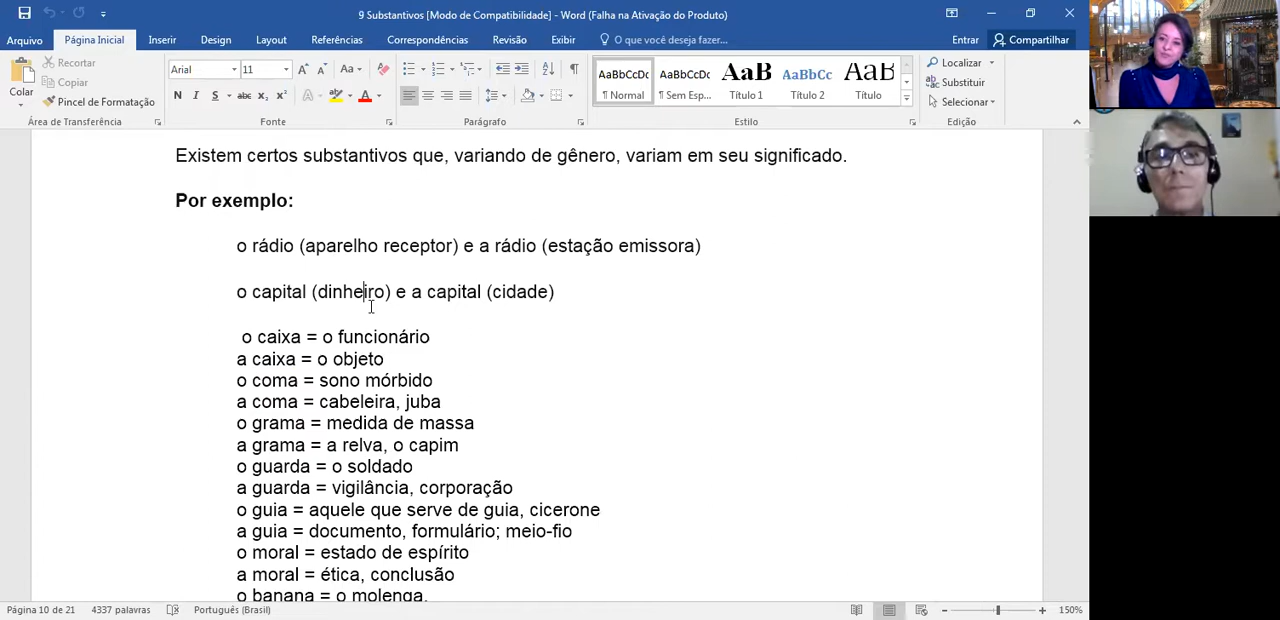 9 Substantivos [Modo de Compatibilidade] - Word (Falha na Ativação do Produto)
Arquivo Página Inicial Inserir Design Layout Referências Correspondências Revisão Exibir O que você deseja fazer... Entrar Compartilhar
Colar
Recortar
Copiar
Pincel de Formatação
Área de Transferência
Arial 11
Aa
N I S abc x₂ x²
A A
Fonte
Parágrafo
AaBbCcDc AaBbCcDc AaB AaBbCc AaB
¶ Normal ¶ Sem Esp... Título 1 Título 2 Título
Estilo
Localizar
Substituir
Selecionar
Edição
Existem certos substantivos que, variando de gênero, variam em seu significado.
Por exemplo:
o rádio (aparelho receptor) e a rádio (estação emissora)
o capital (dinheiro) e a capital (cidade)
o caixa = o funcionário
a caixa = o objeto
o coma = sono mórbido
a coma = cabeleira, juba
o grama = medida de massa
a grama = a relva, o capim
o guarda = o soldado
a guarda = vigilância, corporação
o guia = aquele que serve de guia, cicerone
a guia = documento, formulário; meio-fio
o moral = estado de espírito
a moral = ética, conclusão
o banana = o molenga.
Página 10 de 21 4337 palavras Português (Brasil) 150%